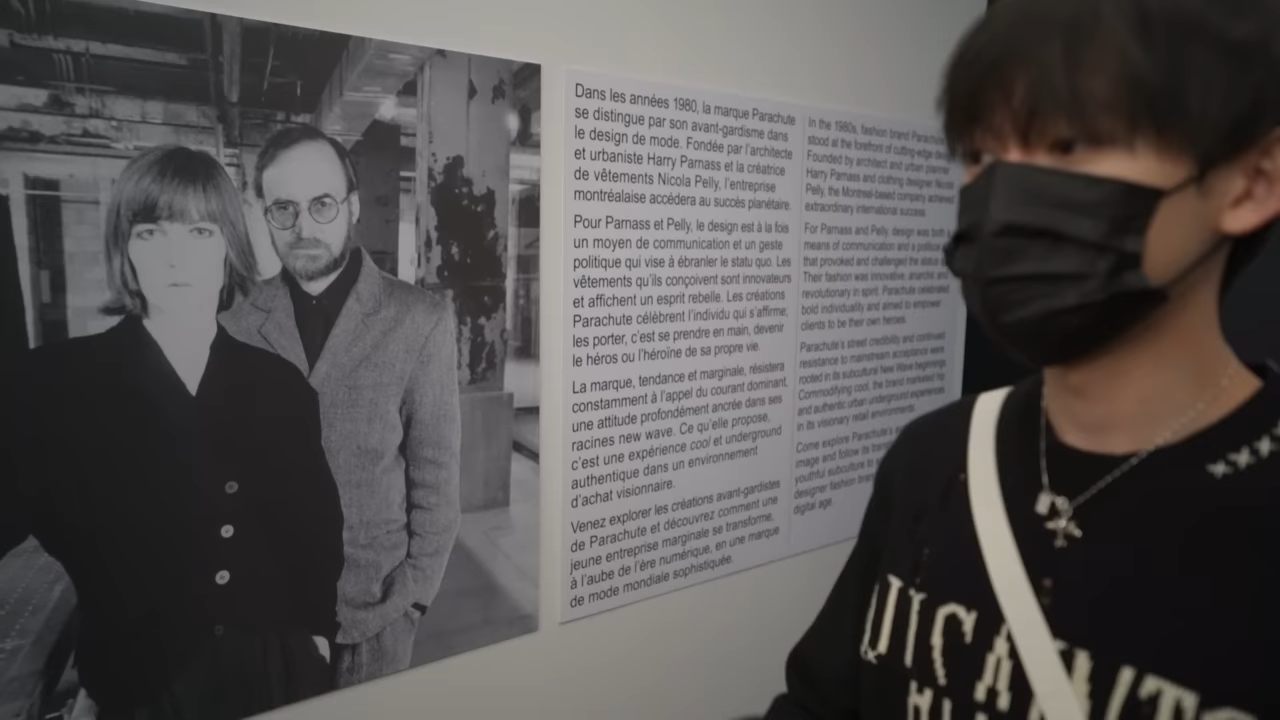 Dans les années 1980, la marque Parachute
se distingue par son avant-gardisme dans
le design de mode. Fondée par l'architecte
et urbaniste Harry Parnass et la créatrice
de vêtements Nicola Pelly, l'entreprise
montréalaise accédera au succès planétaire.
Pour Parnass et Pelly, le design est à la fois
un moyen de communication et un geste
politique qui vise à ébranler le statu quo. Les
vêtements qu'ils conçoivent sont innovateurs
et affichent un esprit rebelle. Les créations
Parachute célèbrent l'individu qui s'affirme;
les porter, c'est se prendre en main, devenir
le héros ou l'héroïne de sa propre vie.
La marque, tendance et marginale, résistera
constamment à l'appel du courant dominant,
une attitude profondément ancrée dans ses
racines new wave. Ce qu'elle propose,
c'est une expérience cool et underground
authentique dans un environnement
d'achat visionnaire.
Venez explorer les créations avant-gardistes
de Parachute et découvrez comment une
jeune entreprise marginale se transforme,
à l'aube de l'ère numérique, en une marque
de mode mondiale sophistiquée.
In the 1980s, fashion brand Parachute
stood at the forefront of cutting-edge
Founded by architect and urban planner
Harry Parnass and clothing designer Nicola
Pelly, the Montreal-based company achieved
extraordinary international success.
For Parnass and Pelly, design was both a
means of communication and a political
that provoked and challenged the status
Their fashion was innovative, anarchic and
revolutionary in spirit. Parachute celebrated
bold individuality and aimed to empower
clients to be their own heroes.
Parachute's street credibility and continued
resistance to mainstream acceptance were
rooted in its subcultural New Wave beginnings.
Commodifying cool, the brand marketed hip
and authentic urban underground experiences
in its visionary retail environments.
Come explore Parachute's
image and follow its
youthful subculture to
designer fashion
digital age.